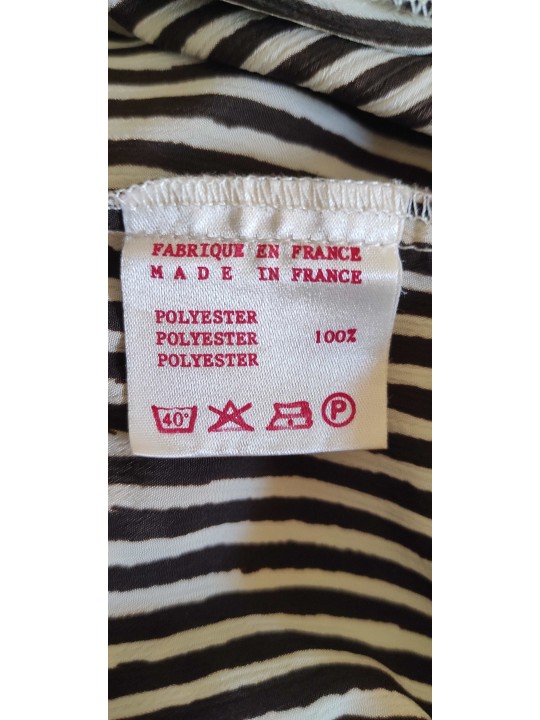 FABRIQUE EN FRANCE
MADE IN FRANCE
POLYESTER
POLYESTER 100%
POLYESTER
40° P